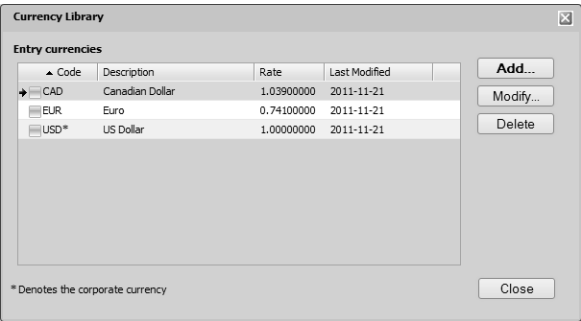 Currency Library
Entry currencies
Code Description Rate Last Modified
CAD Canadian Dollar 1.03900000 2011-11-21
EUR Euro 0.74100000 2011-11-21
USD* US Dollar 1.00000000 2011-11-21
Add...
Modify...
Delete
* Denotes the corporate currency
Close